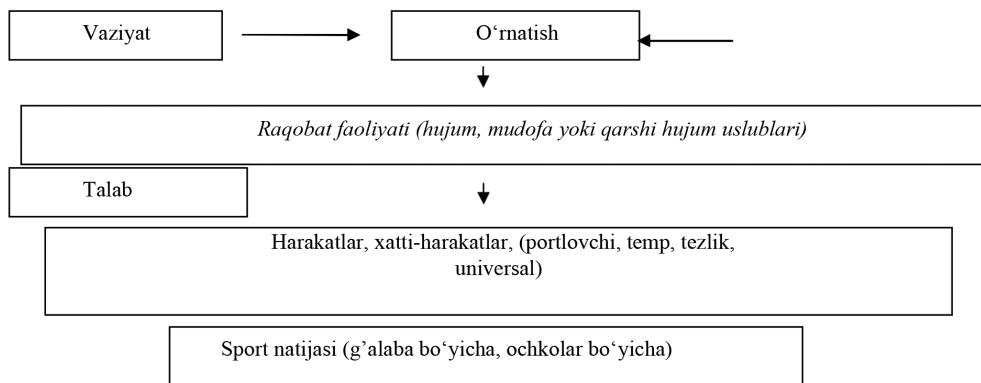 Vaziyat
O‘rnatish
Raqobat faoliyati (hujum, mudofa yoki qarshi hujum uslublari)
Talab
Harakatlar, xatti-harakatlar, (portlovchi, temp, tezlik,
universal)
Sport natijasi (g’alaba bo‘yicha, ochkolar bo‘yicha)